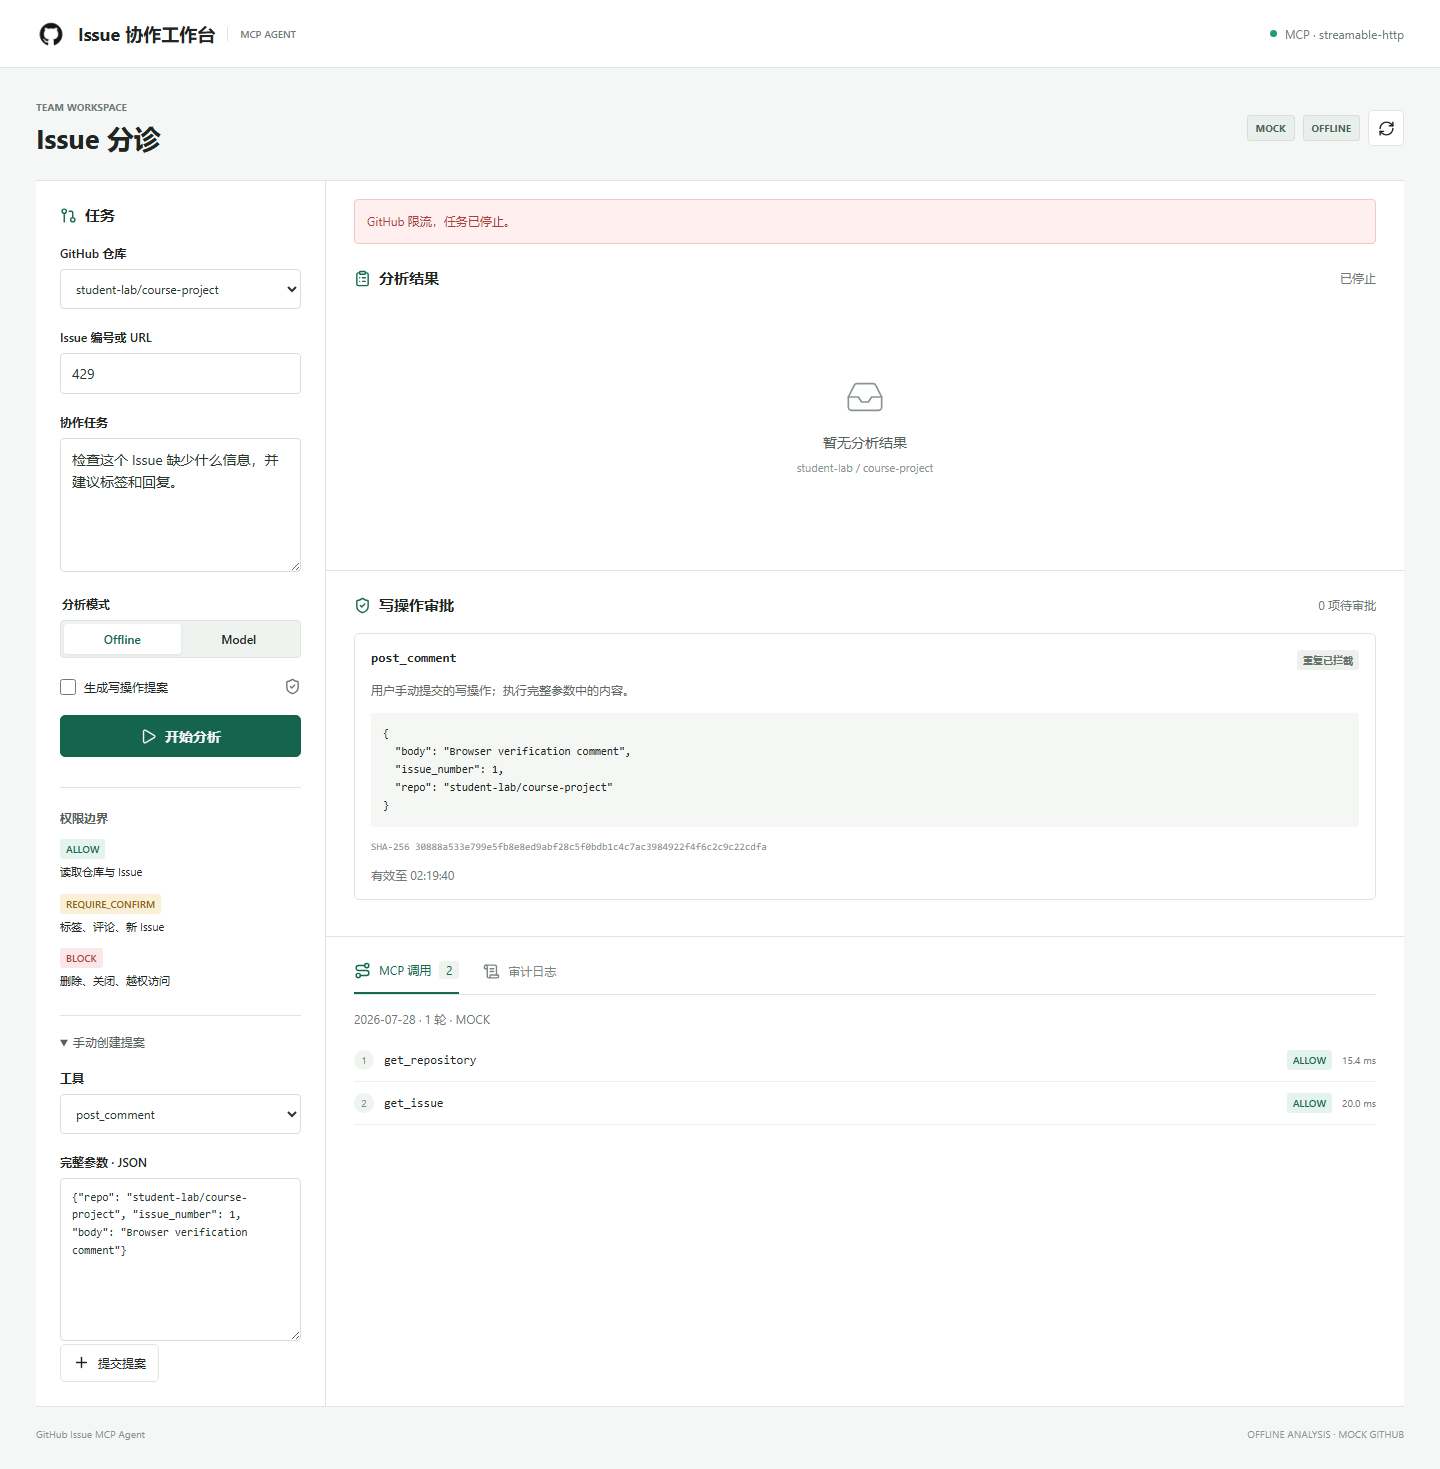 Issue 协作工作台
MCP AGENT
MCP · streamable-http
TEAM WORKSPACE
Issue 分诊
MOCK
OFFLINE
任务
GitHub 仓库
student-lab/course-project
Issue 编号或 URL
429
协作任务
检查这个 Issue 缺少什么信息，并
建议标签和回复。
分析模式
Offline
Model
生成写操作提案
开始分析
权限边界
ALLOW
读取仓库与 Issue
REQUIRE_CONFIRM
标签、评论、新 Issue
BLOCK
删除、关闭、越权访问
手动创建提案
工具
post_comment
完整参数 · JSON
{"repo": "student-lab/course-
project", "issue_number": 1,
"body": "Browser verification
comment"}
提交提案
GitHub 限流，任务已停止。
分析结果
已停止
暂无分析结果
student-lab / course-project
写操作审批
0 项待审批
post_comment
重复已拦截
用户手动提交的写操作；执行完整参数中的内容。
{
"body": "Browser verification comment",
"issue_number": 1,
"repo": "student-lab/course-project"
}
SHA-256 30888a533e799e5fb8e8ed9abf28c5f0bdb1c4c7ac3984922f4f6c2c9c22cdfa
有效至 02:19:40
MCP 调用 2
审计日志
2026-07-28 · 1 轮 · MOCK
1 get_repository ALLOW 15.4 ms
2 get_issue ALLOW 20.0 ms
GitHub Issue MCP Agent
OFFLINE ANALYSIS · MOCK GITHUB